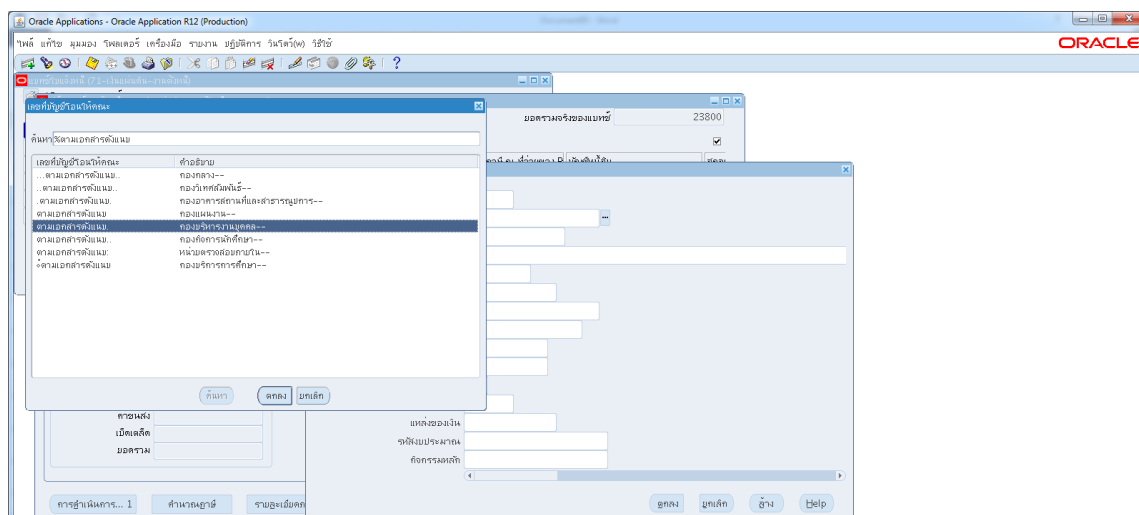 Oracle Applications - Oracle Application R12 (Production)
ไฟล์ แก้ไข มุมมอง โฟลเดอร์ เครื่องมือ รายงาน ปฏิบัติการ วินโดว์(W) วิธีใช้
ORACLE
เลขที่บัญชีโอนให้คณะ
ยอดรวมจริงของแบทช์ 23800
ค้นหา %ตามเอกสารดังแนบ
เลขที่บัญชีโอนให้คณะ คำอธิบาย
...ตามเอกสารดังแนบ.. กองกลาง--
..ตามเอกสารดังแนบ.. กองวิเทศสัมพันธ์--
.ตามเอกสารดังแนบ. กองอาคารสถานที่และสาธารณูปการ--
ตามเอกสารดังแนบ กองแผนงาน--
ตามเอกสารดังแนบ. กองบริหารงานบุคคล--
ตามเอกสารดังแนบ.. กองกิจการนักศึกษา--
ตามเอกสารดังแนบ: หน่วยตรวจสอบภายใน--
ตามเอกสารดังแนบ กองบริการการศึกษา--
ค้นหา ตกลง ยกเลิก
ค่าขนส่ง
เบ็ดเตล็ด
ยอดรวม
แหล่งของเงิน
รหัสงบประมาณ
กิจกรรมหลัก
การดำเนินการ... 1 คำนวณภาษี
ตกลง ยกเลิก ล้าง Help